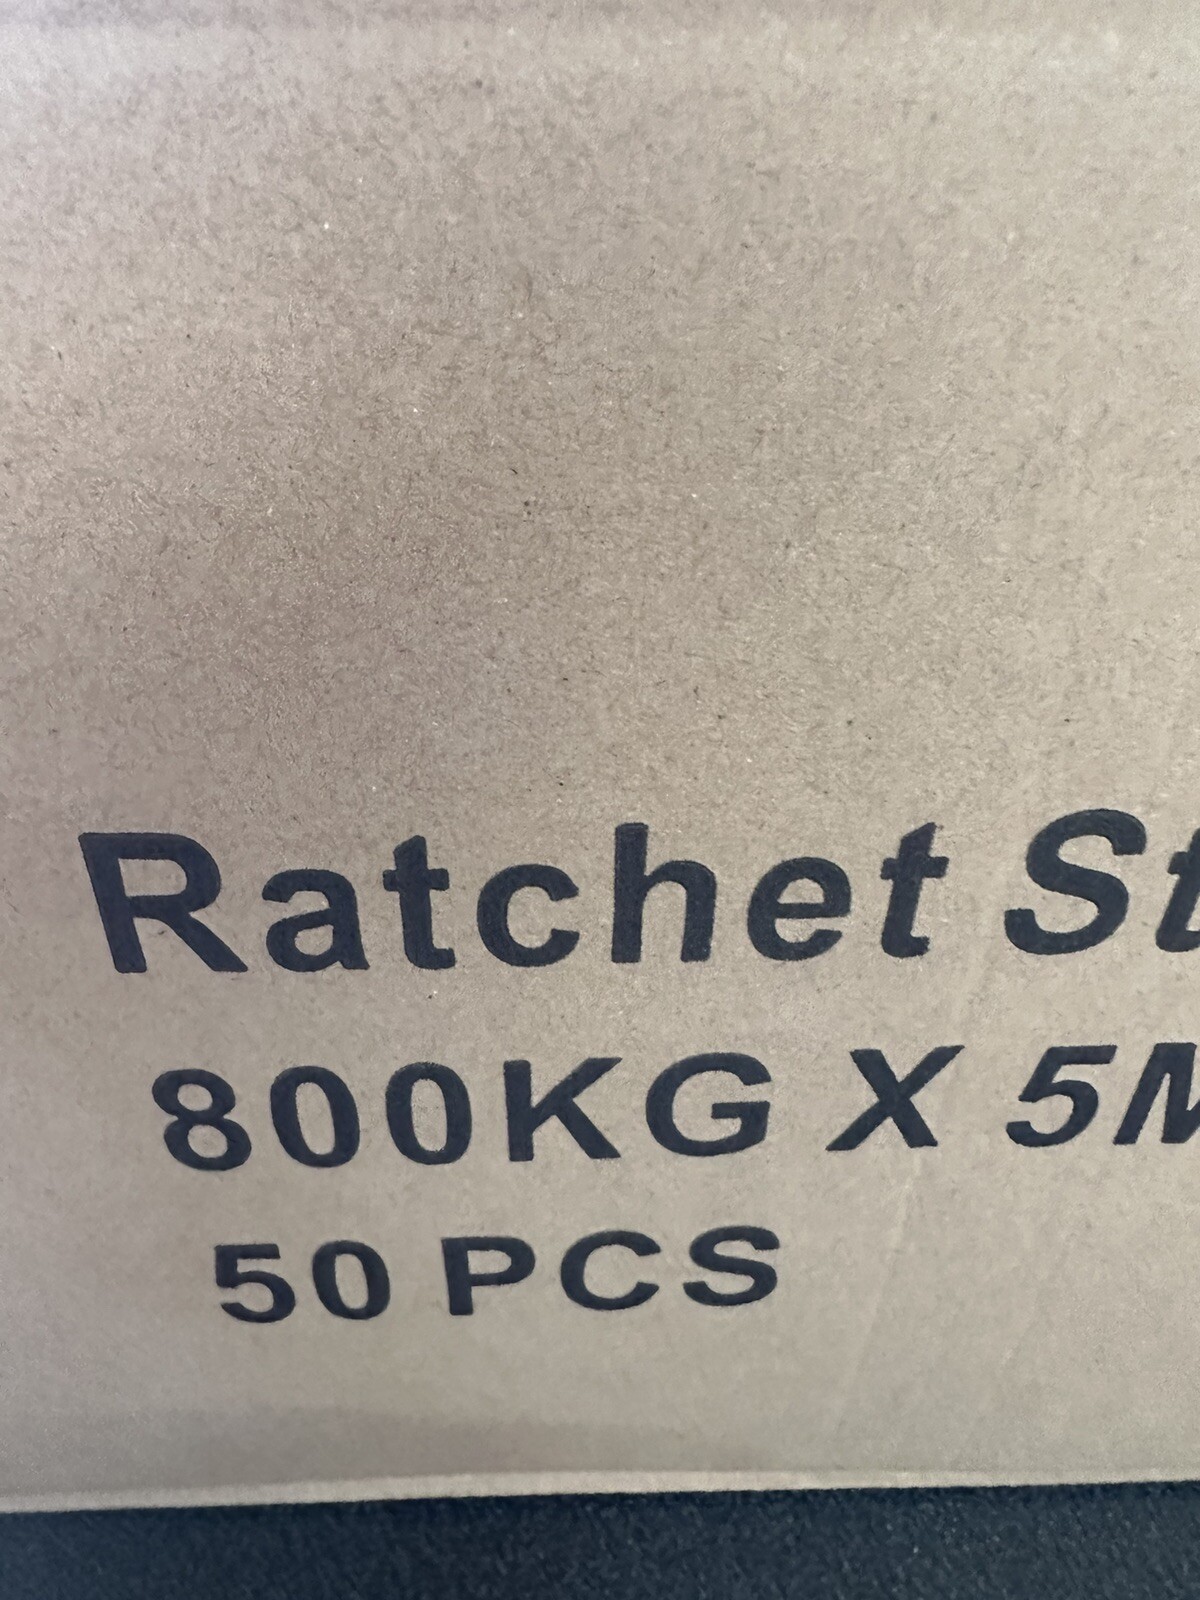 Ratchet St
800KG X 5M
50 PCS